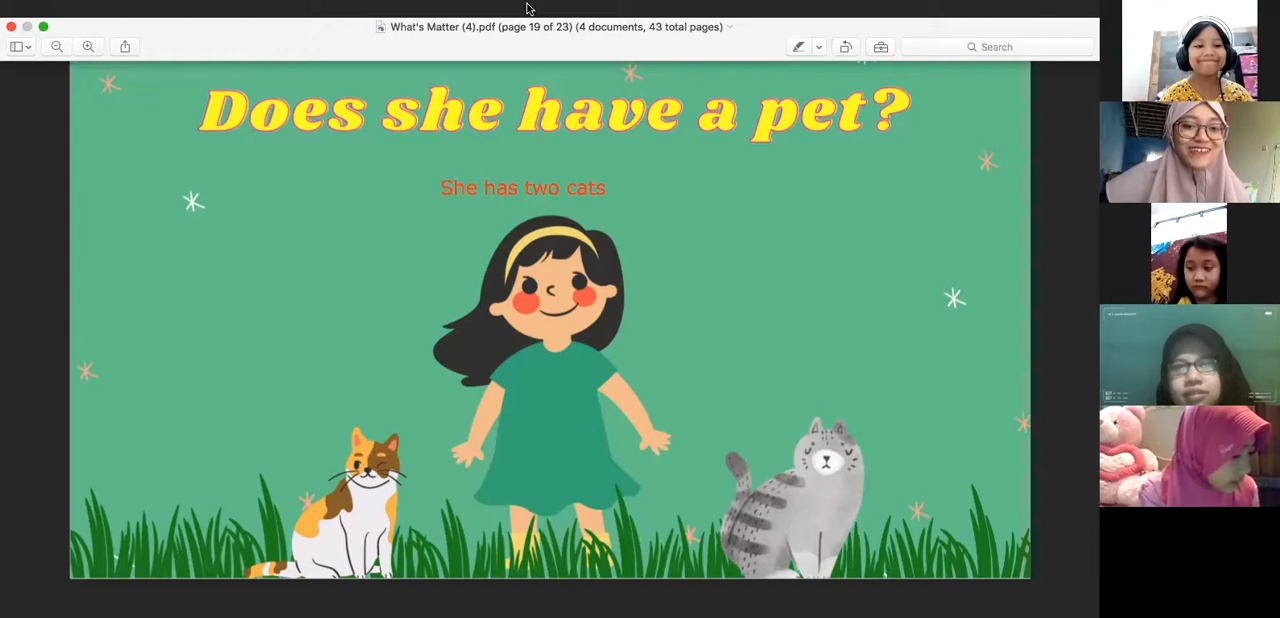 What's Matter (4).pdf (page 19 of 23) (4 documents, 43 total pages)
Search
Does she have a pet?
She has two cats